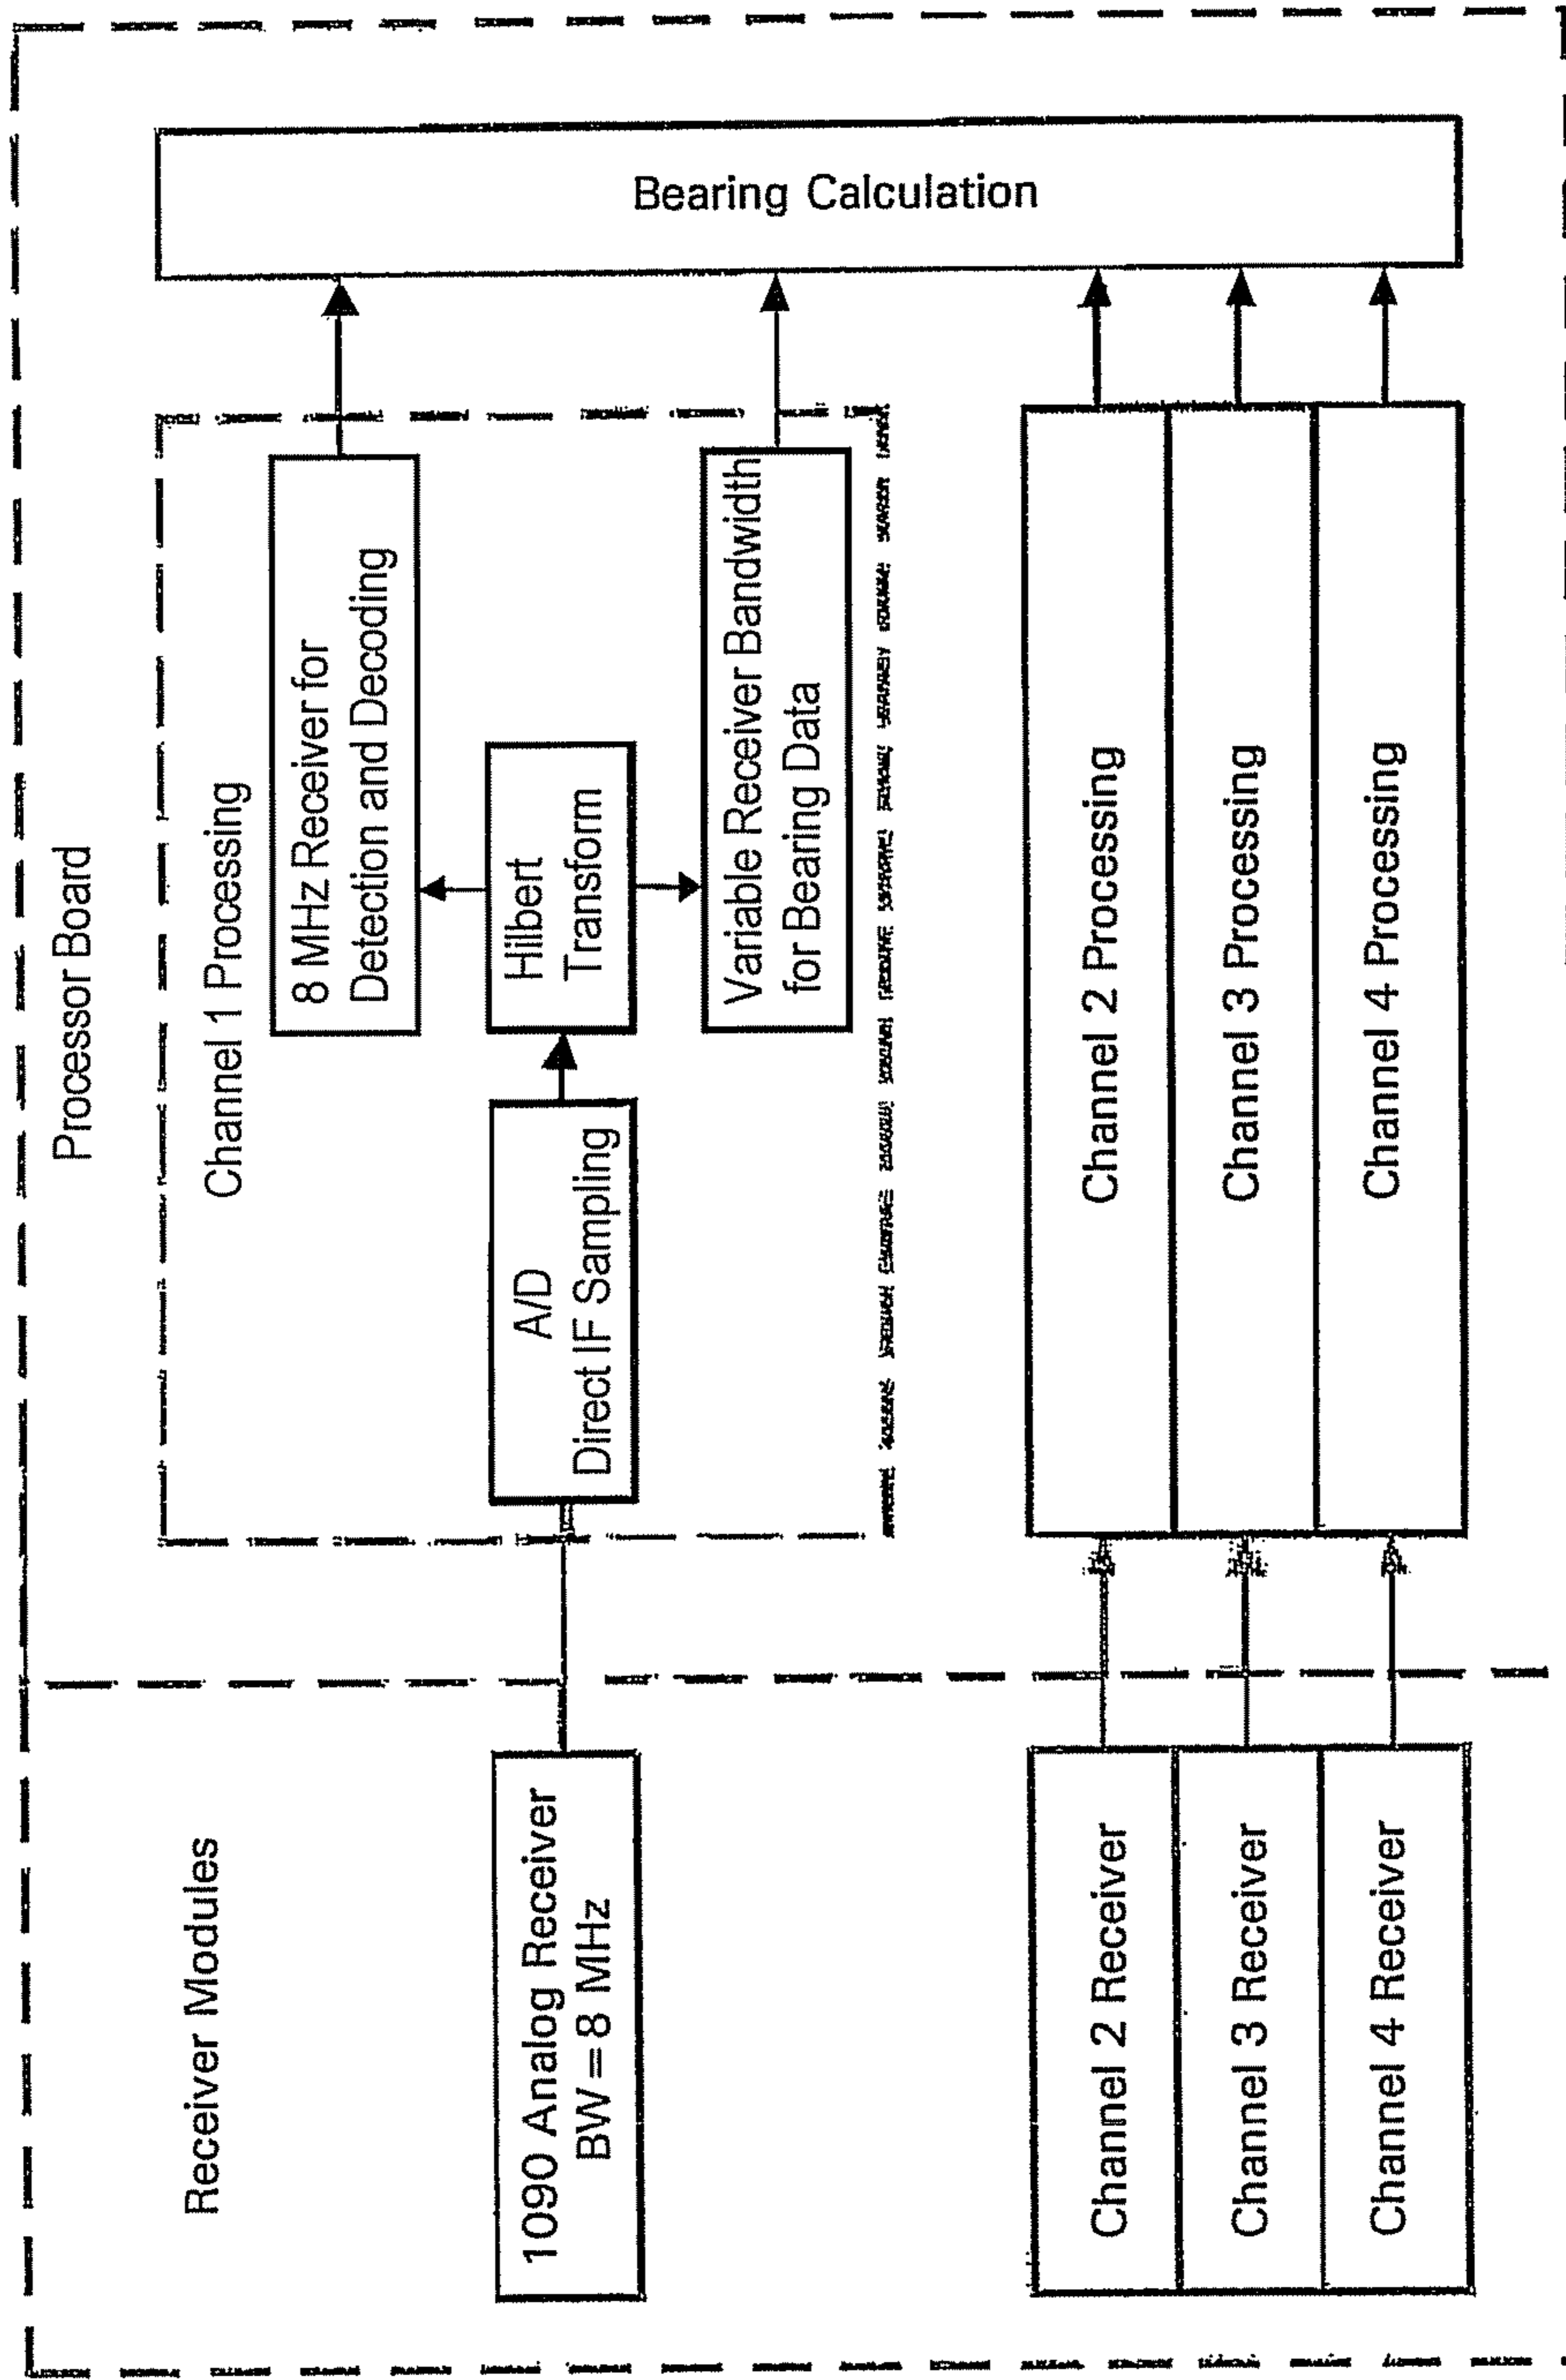 Receiver Modules
Processor Board
1090 Analog Receiver
BW = 8 MHz
Channel 1 Processing
A/D
Direct IF Sampling
Hilbert
Transform
8 MHz Receiver for
Detection and Decoding
Variable Receiver Bandwidth
for Bearing Data
Bearing Calculation
Channel 2 Receiver
Channel 3 Receiver
Channel 4 Receiver
Channel 2 Processing
Channel 3 Processing
Channel 4 Processing